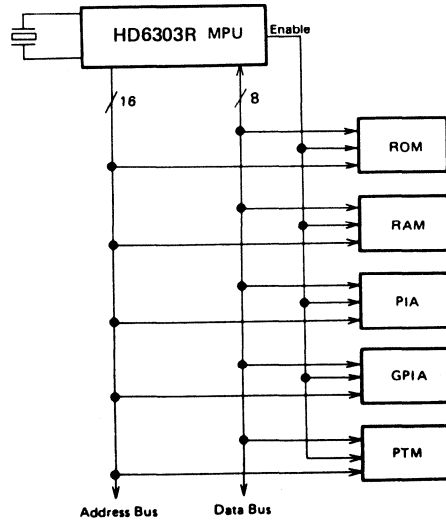 HD6303R MPU
Enable
16
8
ROM
RAM
PIA
GPIA
PTM
Address Bus
Data Bus